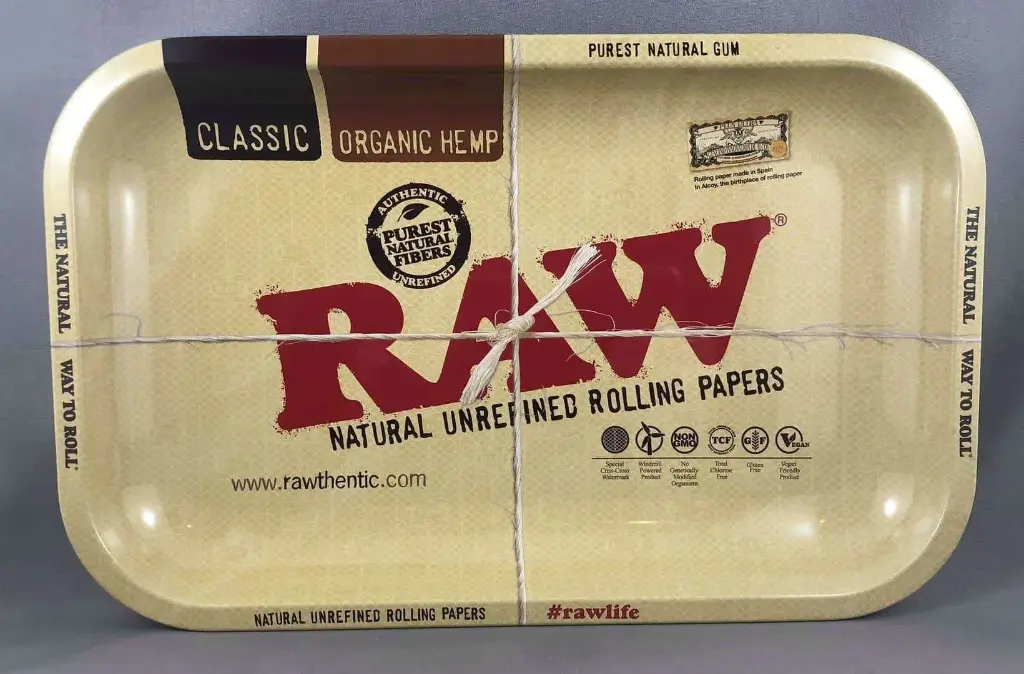 CLASSIC
ORGANIC HEMP
PUREST NATURAL GUM
PLUS ULTRA
Rolling paper made in Spain
In Alcoy, the birthplace of rolling paper
AUTHENTIC
PUREST
NATURAL
FIBERS
UNREFINED
RAW®
NATURAL UNREFINED ROLLING PAPERS
THE NATURAL WAY TO ROLL
THE NATURAL WAY TO ROLL
NON
GMO
TCF
GF
VEGAN
Special
Criss-Cross
Watermark
Windmill
Powered
Product
No
Genetically
Modified
Organisms
Total
Chlorine
Free
Gluten
Free
Vegan
Friendly
Product
www.rawthentic.com
NATURAL UNREFINED ROLLING PAPERS
#rawlife